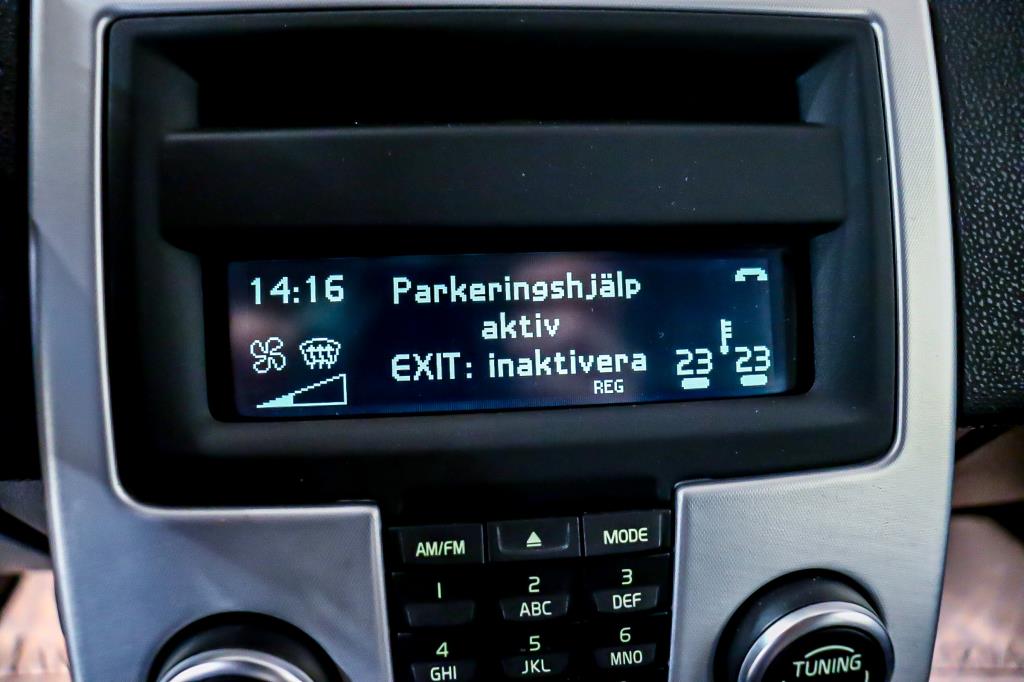 14:16 Parkeringshjälp
aktiv
EXIT: inaktivera 23 23
REG
AM/FM MODE
1 2 ABC 3 DEF
4 GHI 5 JKL 6 MNO
TUNING